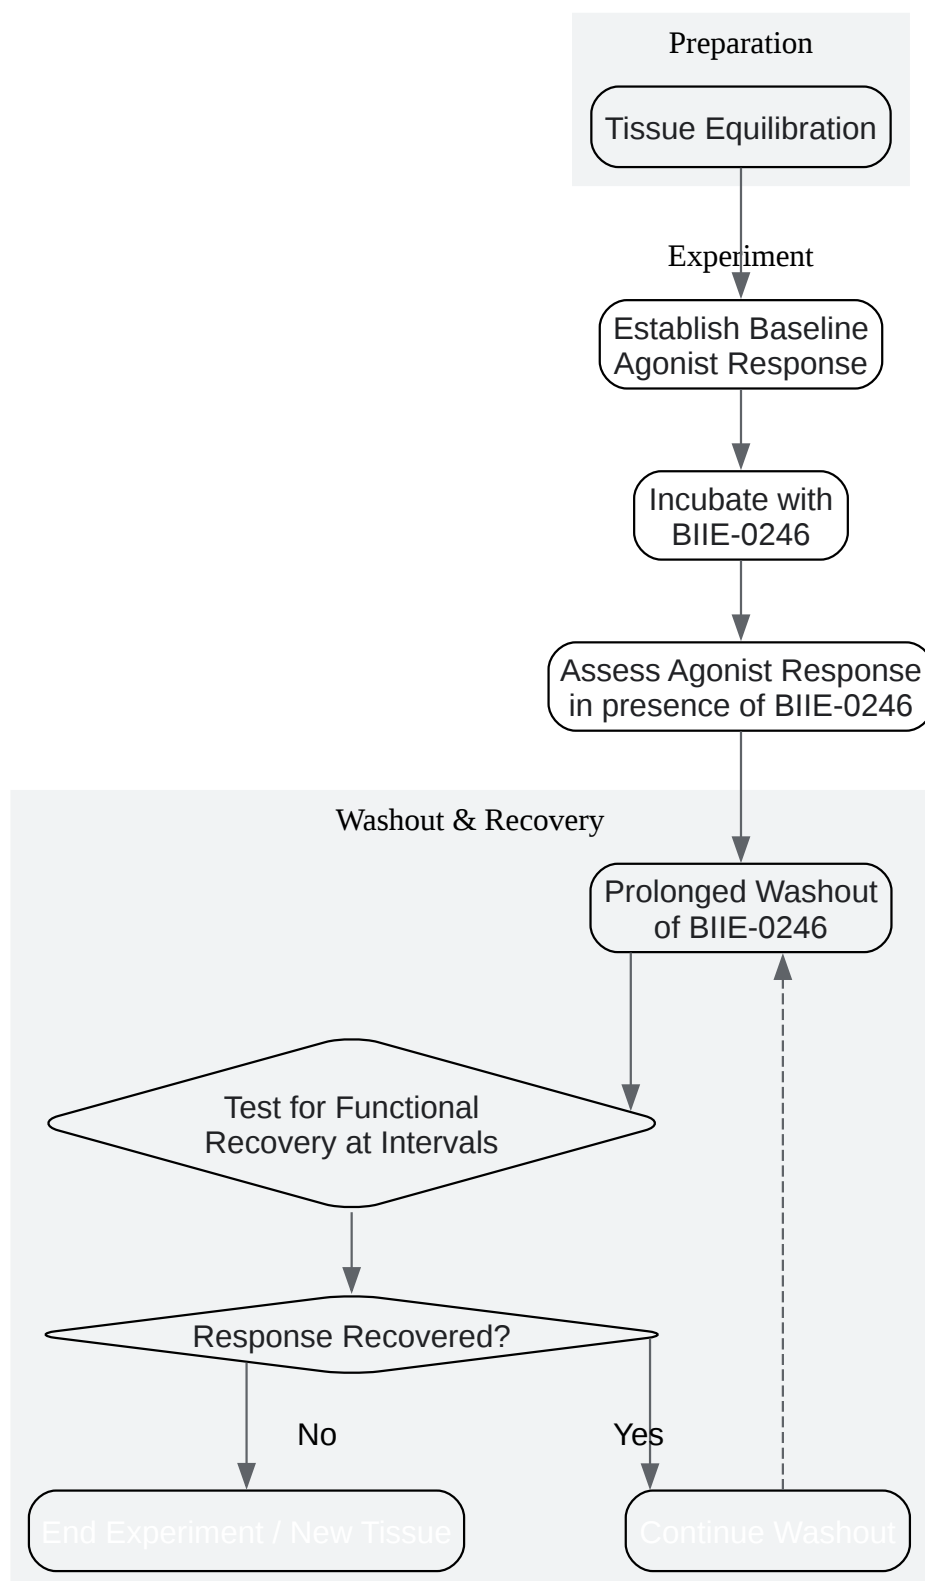 Preparation
Tissue Equilibration
Experiment
Establish Baseline
Agonist Response
Incubate with
BIIE-0246
Assess Agonist Response
in presence of BIIE-0246
Washout & Recovery
Prolonged Washout
of BIIE-0246
Test for Functional
Recovery at Intervals
Response Recovered?
No
Yes
End Experiment / New Tissue
Continue Washout